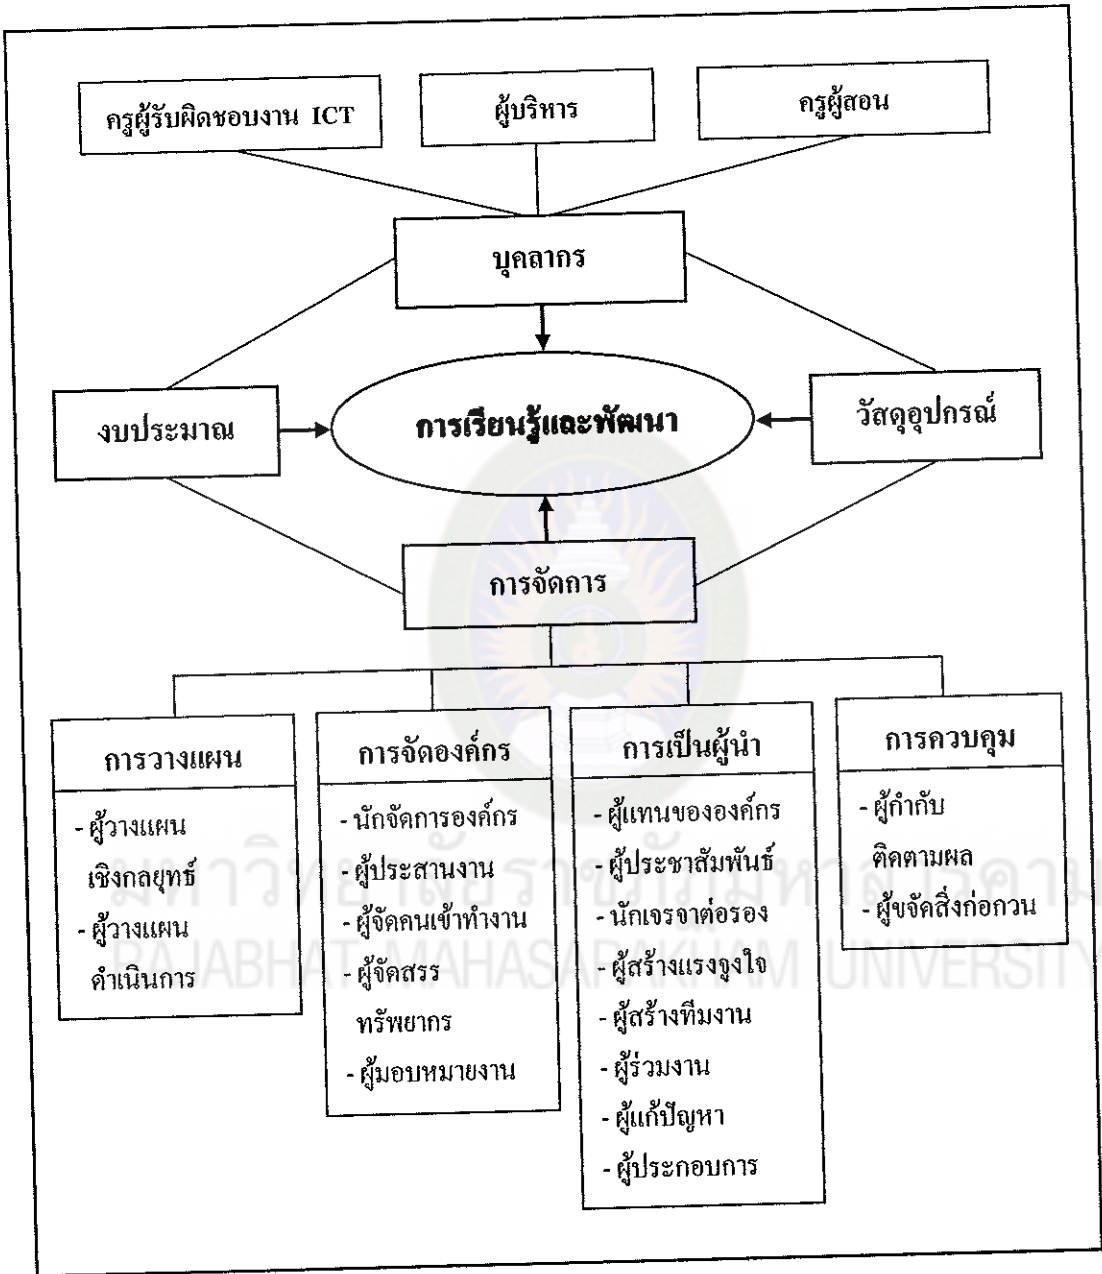 ครูผู้รับผิดชอบงาน ICT
ผู้บริหาร
ครูผู้สอน
บุคลากร
งบประมาณ
การเรียนรู้และพัฒนา
วัสดุอุปกรณ์
การจัดการ
การวางแผน
- ผู้วางแผน
เชิงกลยุทธ์
- ผู้วางแผน
ดำเนินการ
การจัดองค์กร
- นักจัดการองค์กร
- ผู้ประสานงาน
- ผู้จัดคนเข้าทำงาน
- ผู้จัดสรร
ทรัพยากร
- ผู้มอบหมายงาน
การเป็นผู้นำ
- ผู้แทนขององค์กร
- ผู้ประชาสัมพันธ์
- นักเจรจาต่อรอง
- ผู้สร้างแรงจูงใจ
- ผู้สร้างทีมงาน
- ผู้ร่วมงาน
- ผู้แก้ปัญหา
- ผู้ประกอบการ
การควบคุม
- ผู้กำกับ
ติดตามผล
- ผู้ขจัดสิ่งก่อกวน
มหาวิทยาลัยราชภัฏมหาสารคาม
RAJABHAT MAHASARAKHAM UNIVERSITY